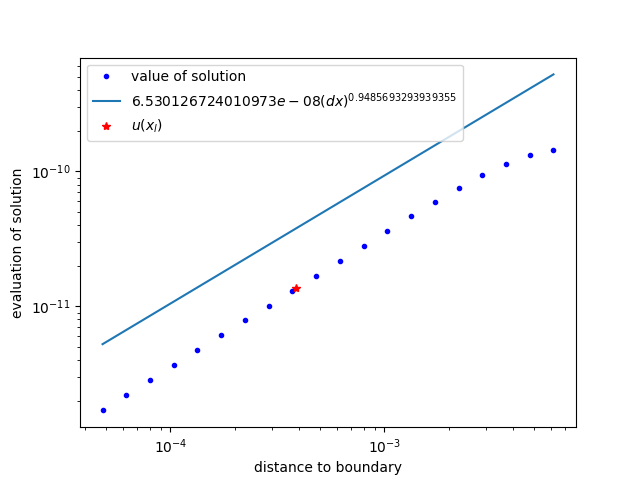 value of solution
6.530126724010973e − 08(dx)^0.9485693293939355
u(x_l)
10^−10
10^−11
evaluation of solution
10^−4
10^−3
distance to boundary